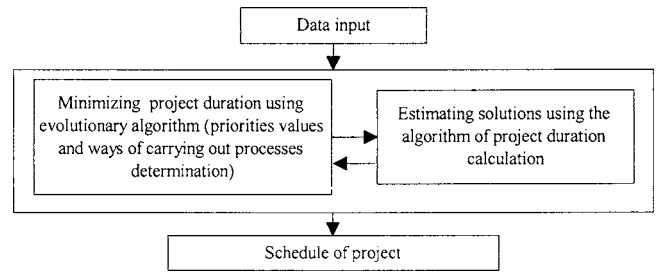 Data input
Minimizing project duration using
evolutionary algorithm (priorities values
and ways of carrying out processes
determination)
Estimating solutions using the
algorithm of project duration
calculation
Schedule of project